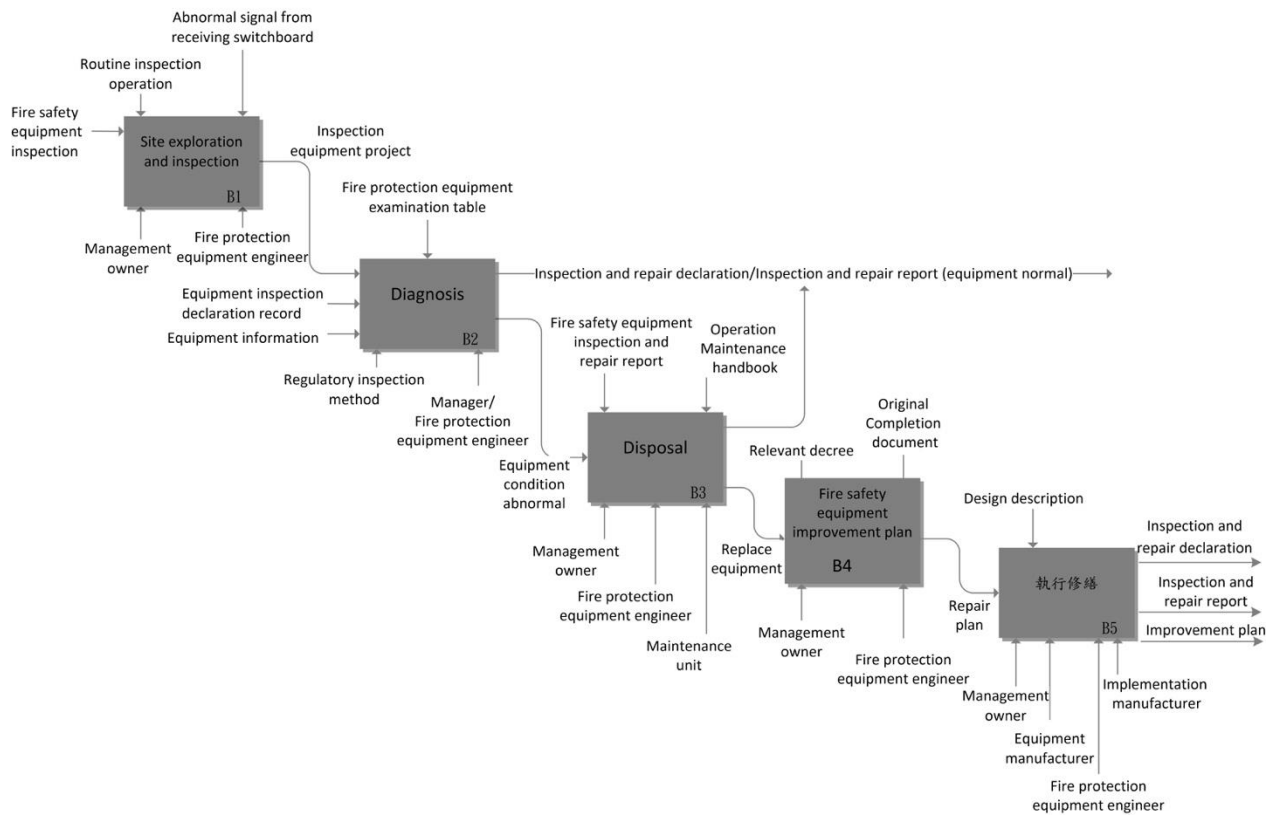 Abnormal signal from
receiving switchboard
Routine inspection
operation
Fire safety
equipment
inspection
Site exploration
and inspection
B1
Inspection
equipment project
Management
owner
Fire protection
equipment engineer
Fire protection equipment
examination table
Diagnosis
B2
Inspection and repair declaration/Inspection and repair report (equipment normal)
Equipment inspection
declaration record
Equipment information
Regulatory inspection
method
Manager/
Fire protection
equipment engineer
Fire safety equipment
inspection and
repair report
Operation
Maintenance
handbook
Equipment
condition
abnormal
Disposal
B3
Management
owner
Fire protection
equipment engineer
Maintenance
unit
Replace
equipment
Relevant decree
Original
Completion
document
Fire safety
equipment
improvement plan
B4
Management
owner
Fire protection
equipment engineer
Repair
plan
Design description
執行修繕
B5
Inspection and
repair declaration
Inspection and
repair report
Improvement plan
Management
owner
Equipment
manufacturer
Fire protection
equipment engineer
Implementation
manufacturer